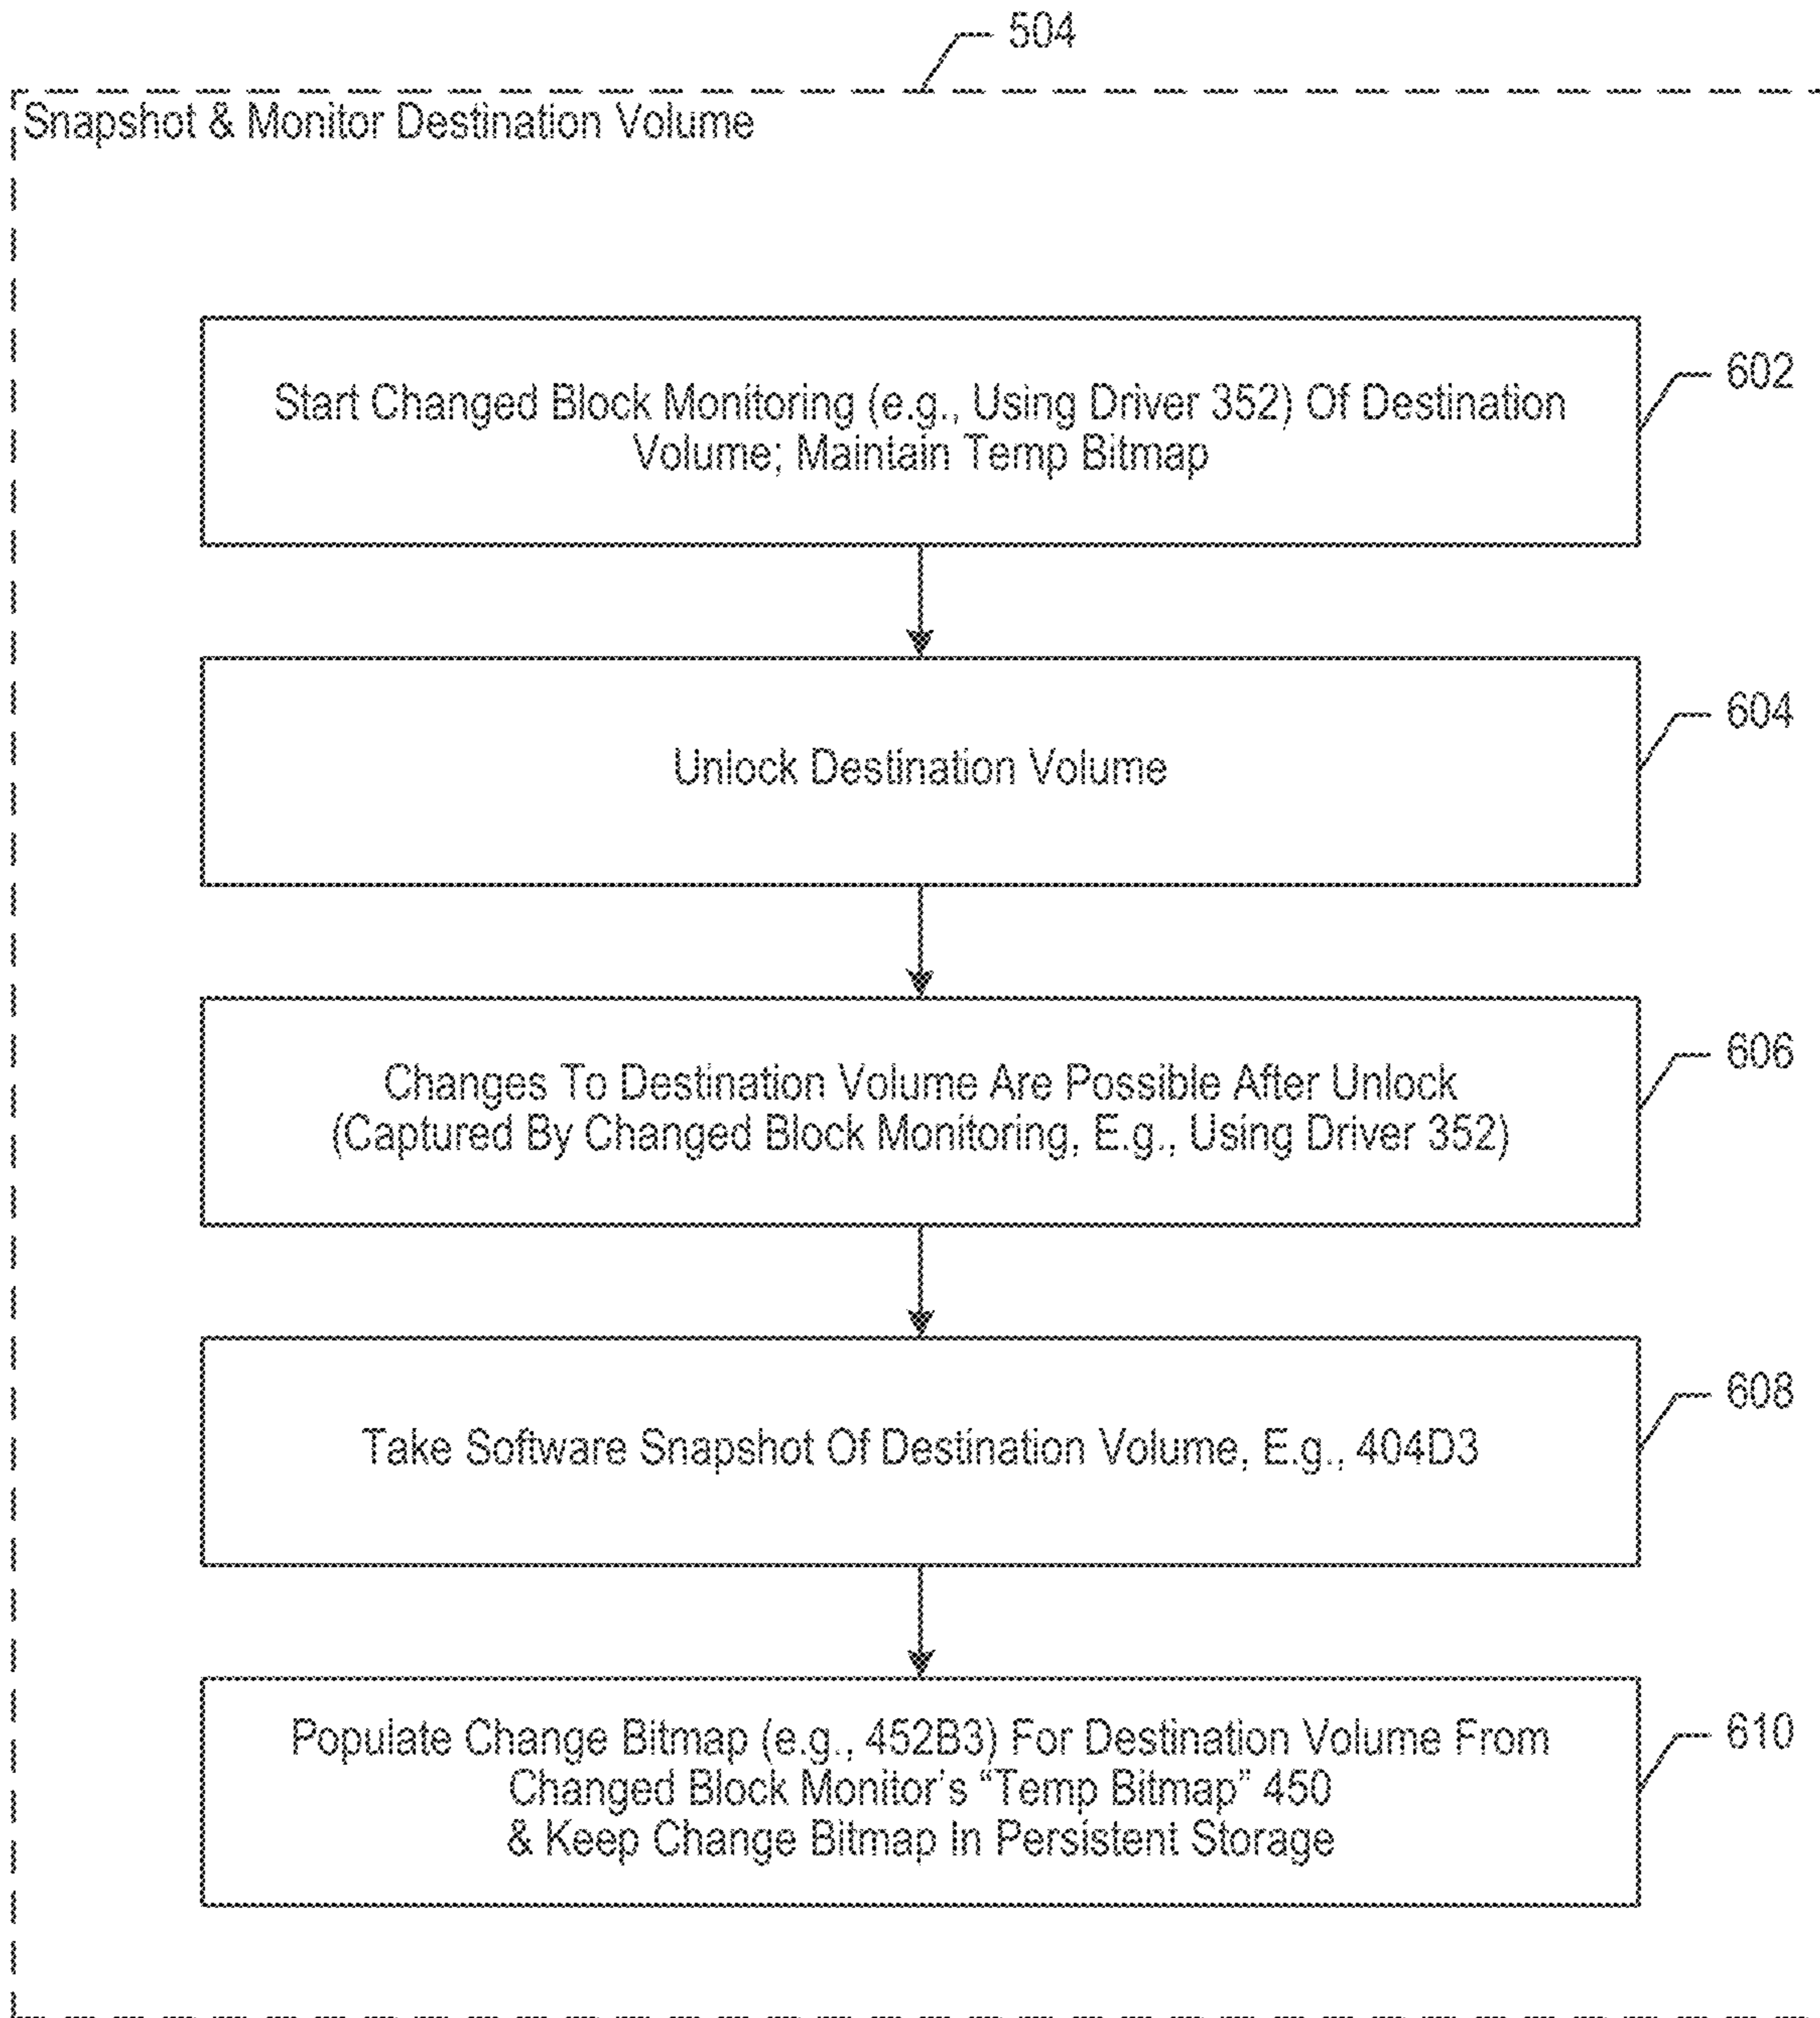 504
Snapshot & Monitor Destination Volume
Start Changed Block Monitoring (e.g., Using Driver 352) Of Destination
Volume; Maintain Temp Bitmap
602
Unlock Destination Volume
604
Changes To Destination Volume Are Possible After Unlock
(Captured By Changed Block Monitoring, E.g., Using Driver 352)
606
Take Software Snapshot Of Destination Volume, E.g., 404D3
608
Populate Change Bitmap (e.g., 452B3) For Destination Volume From
Changed Block Monitor's “Temp Bitmap” 450
& Keep Change Bitmap In Persistent Storage
610